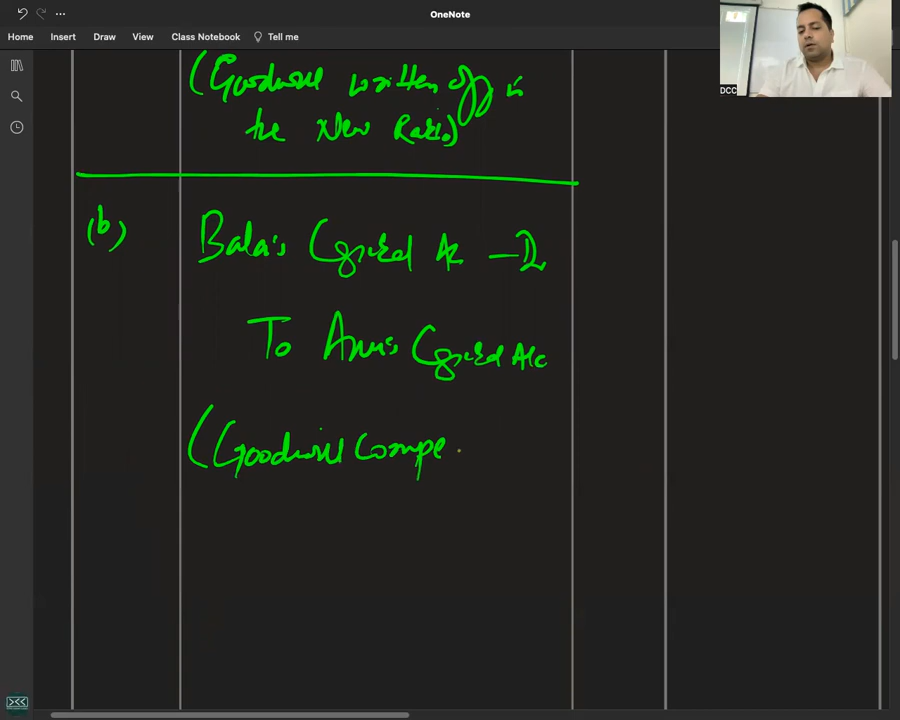 OneNote
Home Insert Draw View Class Notebook Tell me
DCC
(Goodwill written off in
the New Ratio)
(b) Bala's Capital A/c —Dr
To Anu's Capital A/c
(Goodwill Compe